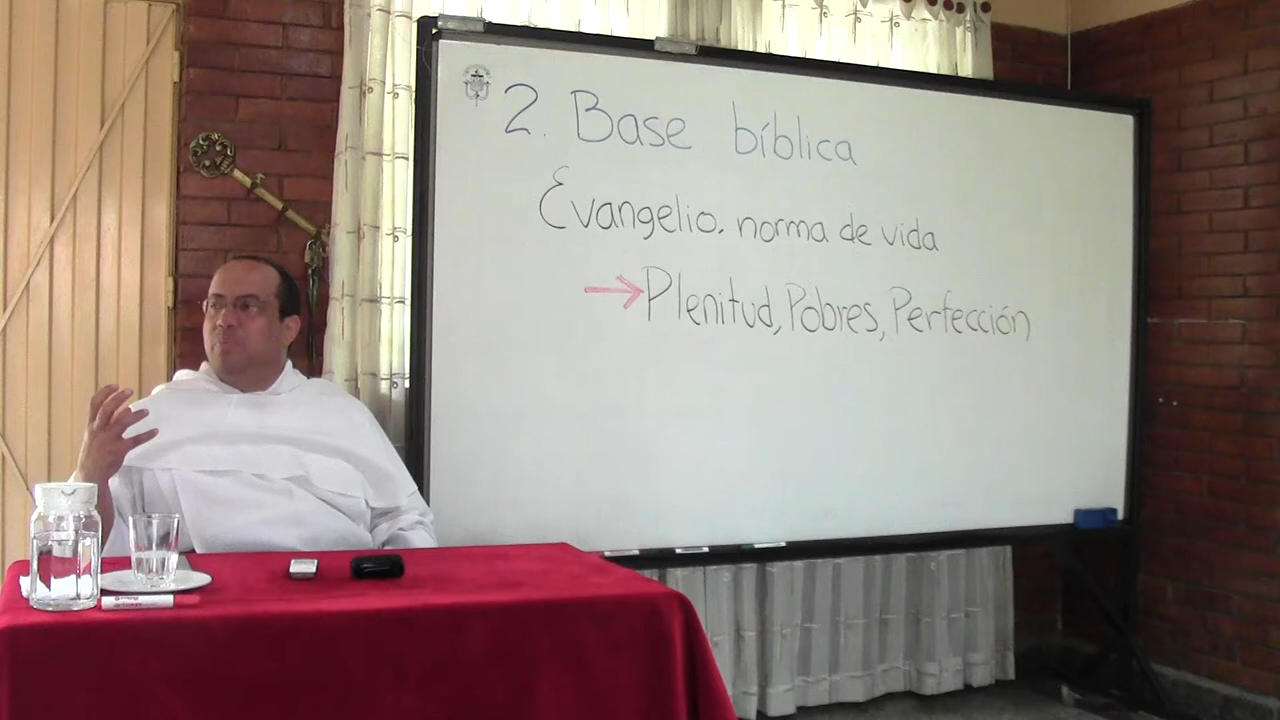 2. Base bíblica
Evangelio, norma de vida
→ Plenitud, Pobres, Perfección